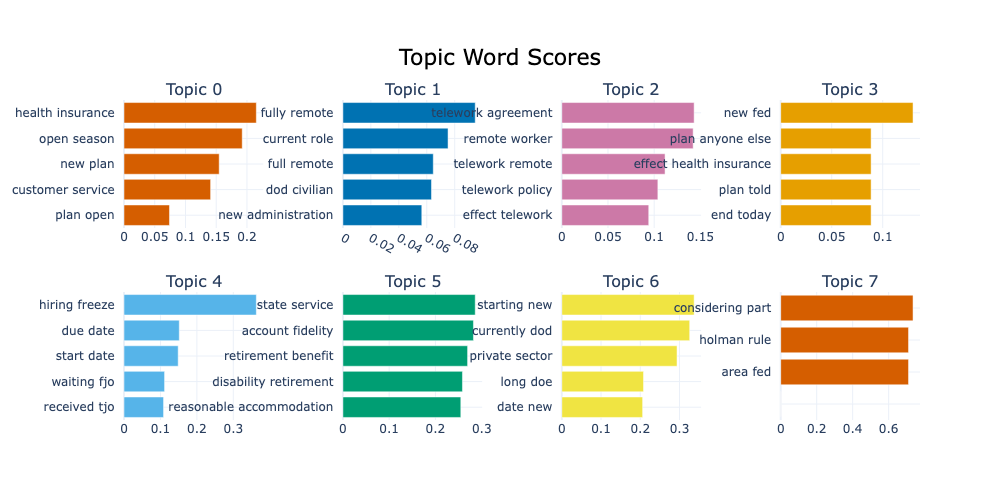 Topic Word Scores
Topic 0
health insurance
open season
new plan
customer service
plan open
0 0.05 0.1 0.15 0.2
Topic 1
fully remote
current role
full remote
dod civilian
new administration
0 0.02 0.04 0.06 0.08
Topic 2
telework agreement
remote worker
telework remote
telework policy
effect telework
0 0.05 0.1 0.15
Topic 3
new fed
plan anyone else
effect health insurance
plan told
end today
0 0.05 0.1
Topic 4
hiring freeze
due date
start date
waiting fjo
received tjo
0 0.1 0.2 0.3
Topic 5
state service
account fidelity
retirement benefit
disability retirement
reasonable accommodation
0 0.1 0.2 0.3
Topic 6
starting new
currently dod
private sector
long doe
date new
0 0.1 0.2 0.3
Topic 7
considering part
holman rule
area fed
0 0.2 0.4 0.6